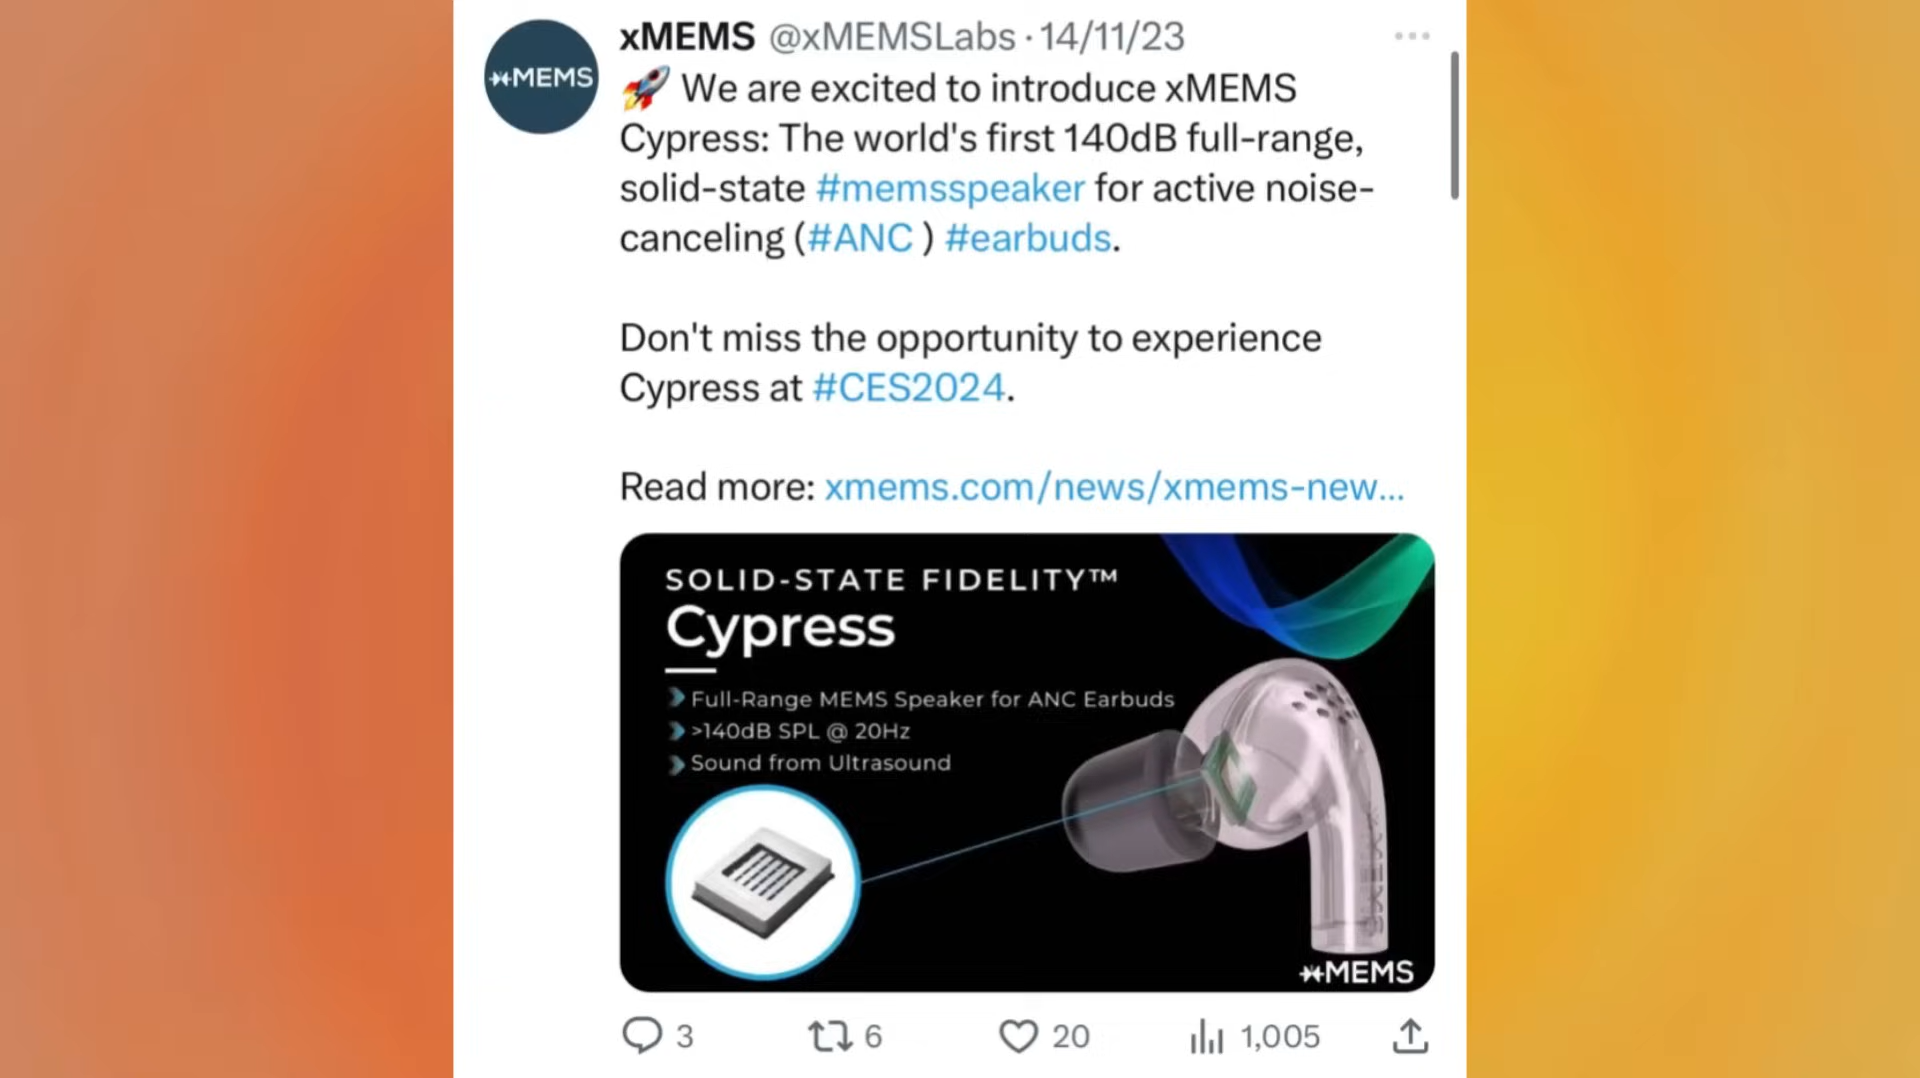 xMEMS @xMEMSLabs · 14/11/23
xMEMS
🚀 We are excited to introduce xMEMS
Cypress: The world's first 140dB full-range,
solid-state #memsspeaker for active noise-
canceling (#ANC ) #earbuds.
Don't miss the opportunity to experience
Cypress at #CES2024.
Read more: xmems.com/news/xmems-new...
SOLID-STATE FIDELITY™
Cypress
Full-Range MEMS Speaker for ANC Earbuds
>140dB SPL @ 20Hz
Sound from Ultrasound
xMEMS
xMEMS
3
6
20
1,005